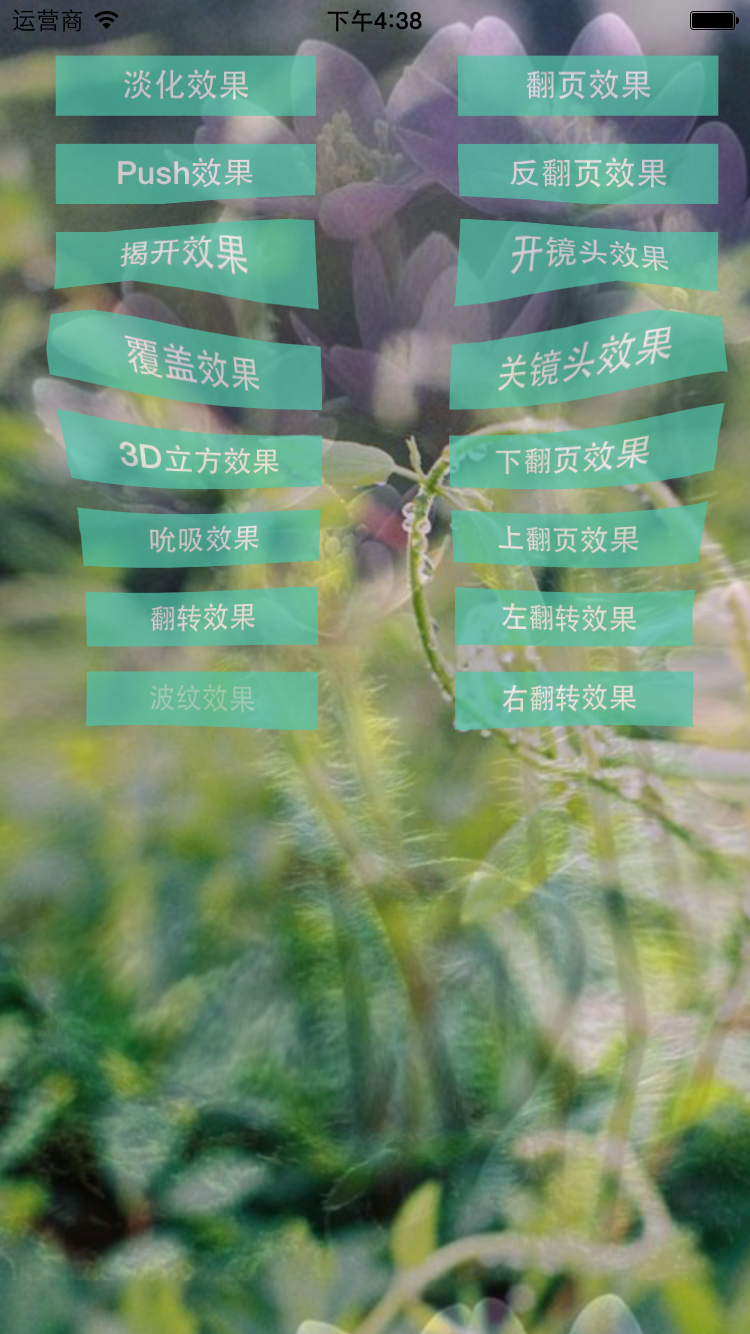 运营商 下午4:38
淡化效果 翻页效果
Push效果 反翻页效果
揭开效果 开镜头效果
覆盖效果 关镜头效果
3D立方效果 下翻页效果
吮吸效果 上翻页效果
翻转效果 左翻转效果
波纹效果 右翻转效果